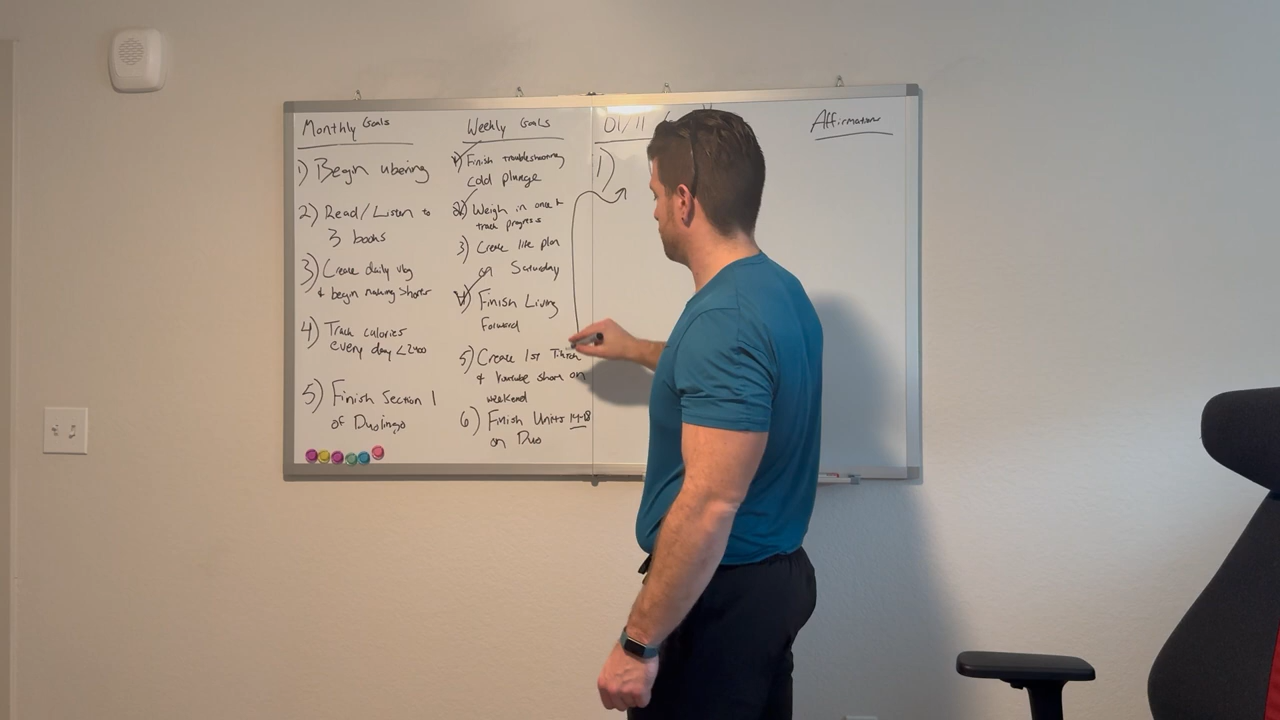 Monthly Goals
1) Begin ubering
2) Read/Listen to
3 books
3) Create daily vlog
& begin making shorts
4) Track calories
every day <2400
5) Finish Section 1
of Duolingo
Weekly Goals
1) Finish troubleshooting
cold plunge
2) Weigh in once &
track progress
3) Create life plan
on Saturday
4) Finish Living
Forward
5) Create 1st TikTok
& Youtube short on
weekend
6) Finish Units 14-18
on Duo
01/11
1)
Affirmations